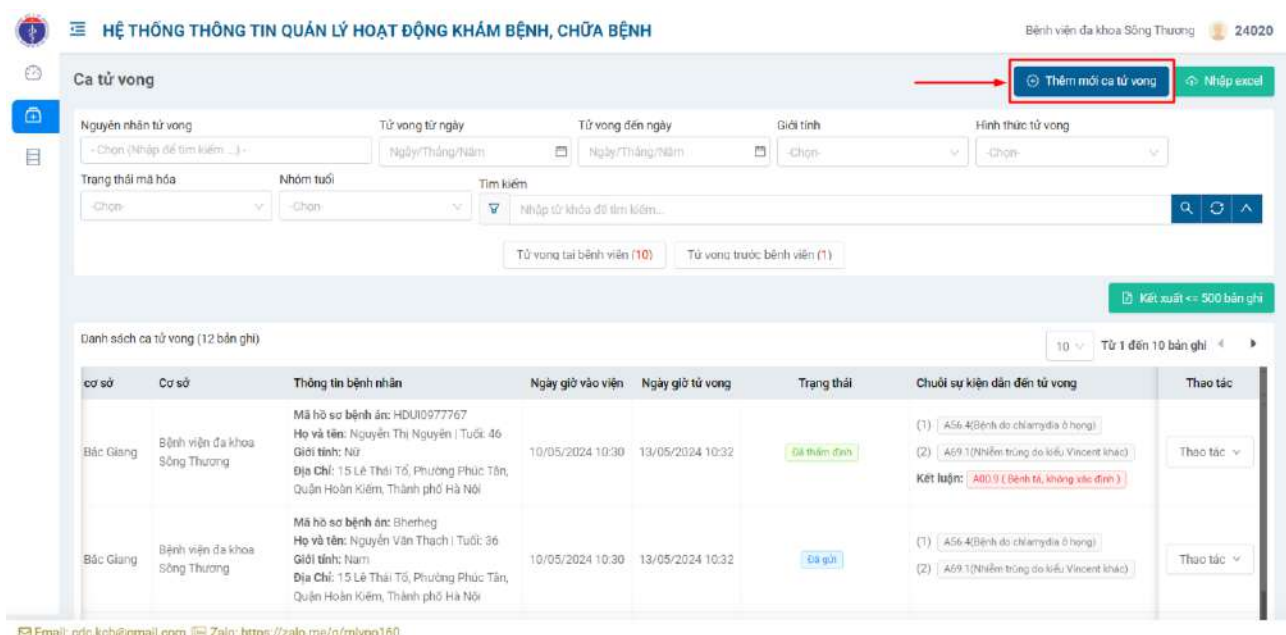 HỆ THỐNG THÔNG TIN QUẢN LÝ HOẠT ĐỘNG KHÁM BỆNH, CHỮA BỆNH
Bệnh viện đa khoa Sông Thương
24020
Ca tử vong
Thêm mới ca tử vong
Nhập excel
Nguyên nhân tử vong
Tử vong từ ngày
Tử vong đến ngày
Giới tính
Hình thức tử vong
- Chọn (Nhập để tìm kiếm ...) -
Ngày/Tháng/Năm
Ngày/Tháng/Năm
-Chọn-
-Chọn-
Trạng thái mã hóa
Nhóm tuổi
Tìm kiếm
-Chọn-
-Chọn-
Nhập từ khóa để tìm kiếm...
Tử vong tại bệnh viện (10)
Tử vong trước bệnh viện (1)
Kết xuất <= 500 bản ghi
Danh sách ca tử vong (12 bản ghi)
10
Từ 1 đến 10 bản ghi
cơ sở
Cơ sở
Thông tin bệnh nhân
Ngày giờ vào viện
Ngày giờ tử vong
Trạng thái
Chuỗi sự kiện dẫn đến tử vong
Thao tác
Bắc Giang
Bệnh viện đa khoa
Sông Thương
Mã hồ sơ bệnh án: HDUI0977767
Họ và tên: Nguyễn Thị Nguyên | Tuổi: 46
Giới tính: Nữ
Địa Chỉ: 15 Lê Thái Tổ, Phường Phúc Tân,
Quận Hoàn Kiếm, Thành phố Hà Nội
10/05/2024 10:30
13/05/2024 10:32
Đã thẩm định
(1) A56.4(Bệnh do chlamydia ở họng)
(2) A69.1(Nhiễm trùng do kiểu Vincent khác)
Kết luận: A00.9 ( Bệnh tả, không xác định )
Thao tác
Bắc Giang
Bệnh viện đa khoa
Sông Thương
Mã hồ sơ bệnh án: Bherheg
Họ và tên: Nguyễn Văn Thạch | Tuổi: 36
Giới tính: Nam
Địa Chỉ: 15 Lê Thái Tổ, Phường Phúc Tân,
Quận Hoàn Kiếm, Thành phố Hà Nội
10/05/2024 10:30
13/05/2024 10:32
Đã gửi
(1) A56.4(Bệnh do chlamydia ở họng)
(2) A69.1(Nhiễm trùng do kiểu Vincent khác)
Thao tác
Email: Zalo: